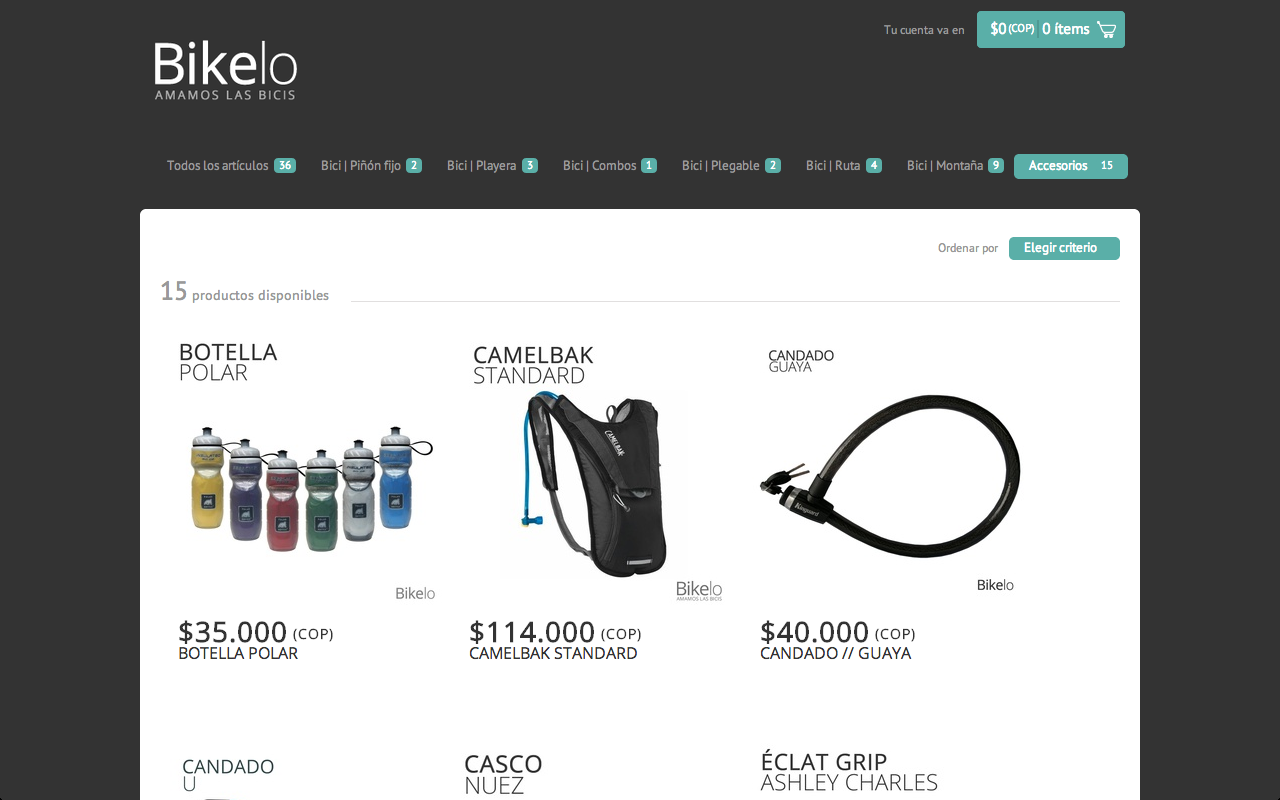 Tu cuenta va en
$0 (COP) 0 ítems
Bikelo
AMAMOS LAS BICIS
Todos los artículos 36
Bici | Piñón fijo 2
Bici | Playera 3
Bici | Combos 1
Bici | Plegable 2
Bici | Ruta 4
Bici | Montaña 9
Accesorios 15
Ordenar por
Elegir criterio
15 productos disponibles
BOTELLA
POLAR
Bikelo
$35.000 (COP)
BOTELLA POLAR
CAMELBAK
STANDARD
CAMELBAK
Bikelo
AMAMOS LAS BICIS
$114.000 (COP)
CAMELBAK STANDARD
CANDADO
GUAYA
Kinguard
Bikelo
$40.000 (COP)
CANDADO // GUAYA
CANDADO
U
CASCO
NUEZ
ÉCLAT GRIP
ASHLEY CHARLES